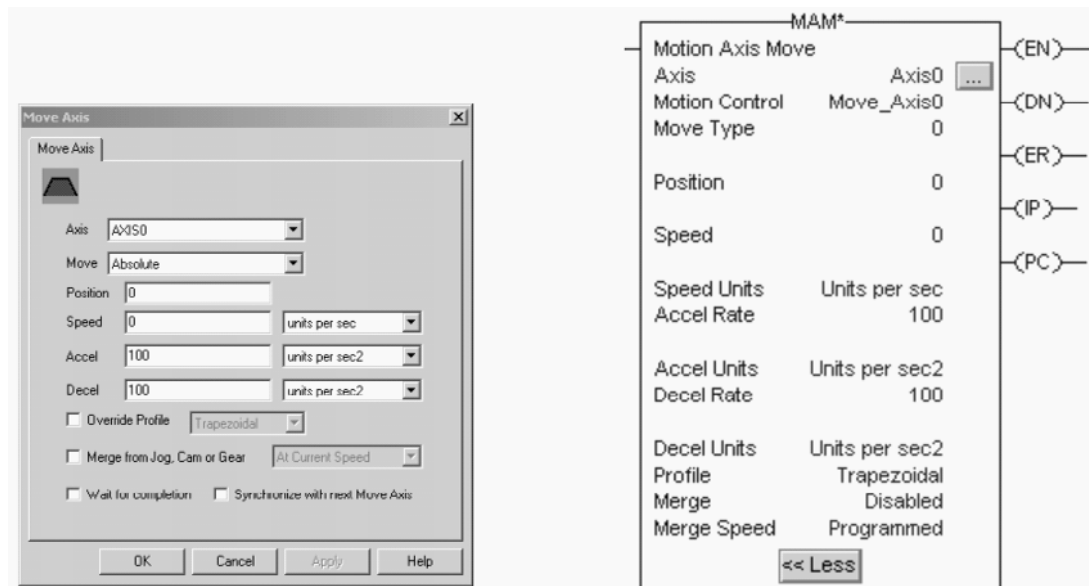 Move Axis
Move Axis
Axis AXIS0
Move Absolute
Position 0
Speed 0 units per sec
Accel 100 units per sec2
Decel 100 units per sec2
Override Profile Trapezoidal
Merge from Jog, Cam or Gear At Current Speed
Wait for completion Synchronize with next Move Axis
OK Cancel Apply Help
MAM*
Motion Axis Move (EN)
Axis Axis0 ...
Motion Control Move_Axis0 (DN)
Move Type 0
(ER)
Position 0
(IP)
Speed 0
(PC)
Speed Units Units per sec
Accel Rate 100
Accel Units Units per sec2
Decel Rate 100
Decel Units Units per sec2
Profile Trapezoidal
Merge Disabled
Merge Speed Programmed
<< Less